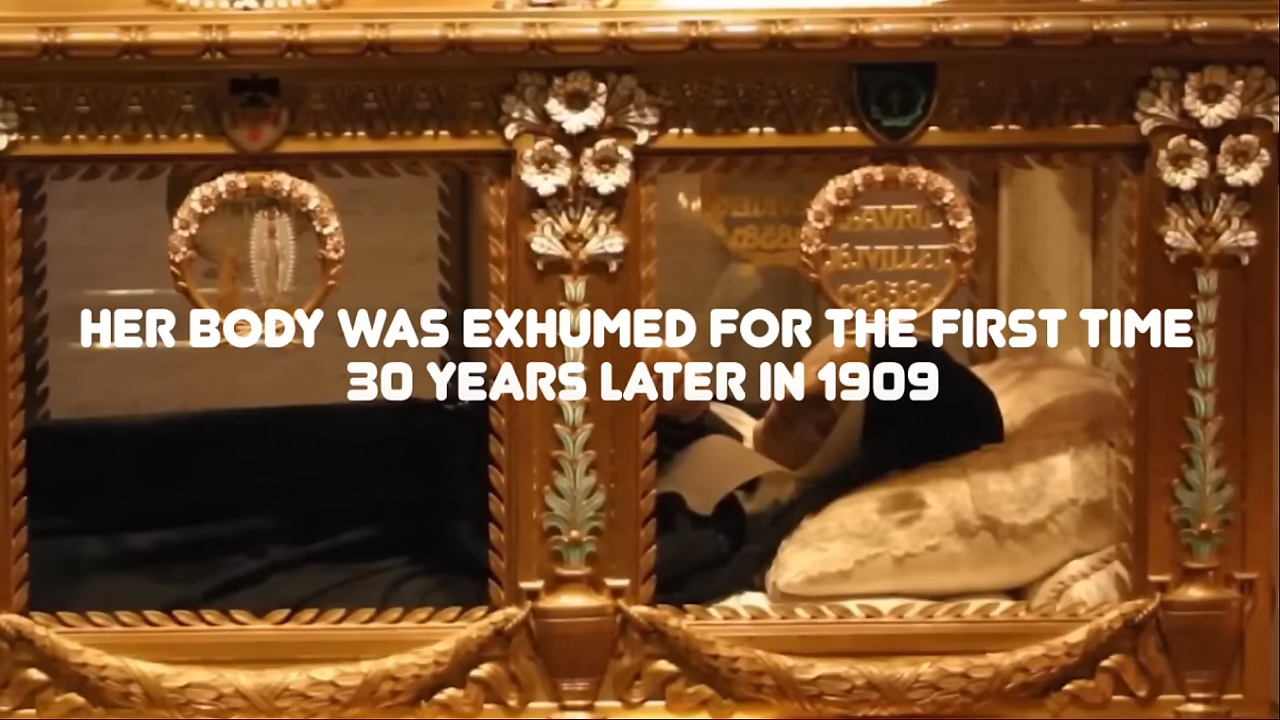 HER BODY WAS EXHUMED FOR THE FIRST TIME
30 YEARS LATER IN 1909